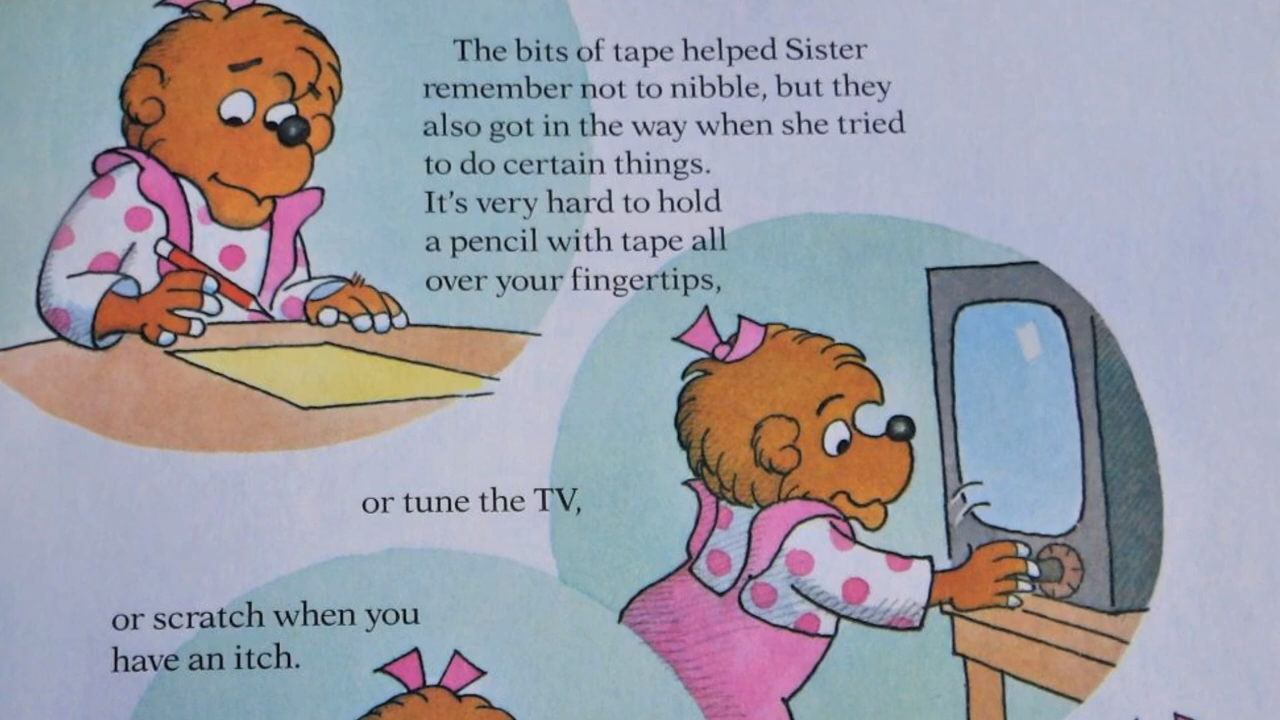 The bits of tape helped Sister
remember not to nibble, but they
also got in the way when she tried
to do certain things.
It's very hard to hold
a pencil with tape all
over your fingertips,
or tune the TV,
or scratch when you
have an itch.